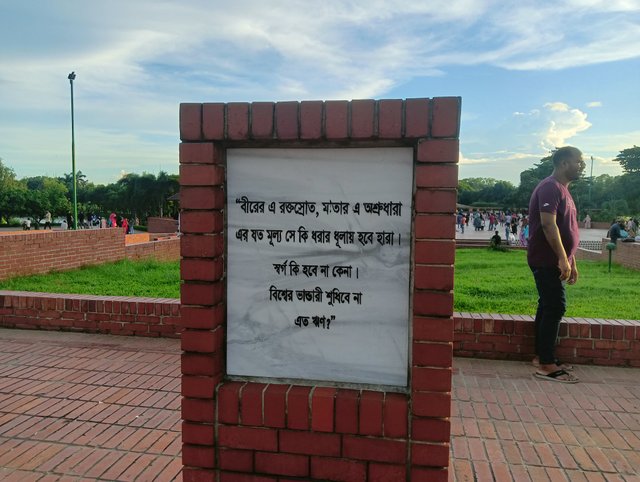 “বীরের এ রক্তস্রোত, মাতার এ অশ্রুধারা
এর যত মূল্য সে কি ধরার ধূলায় হবে হারা।
স্বর্গ কি হবে না কেনা।
বিশ্বের ভান্ডারী শুধিবে না
এত ঋণ?”